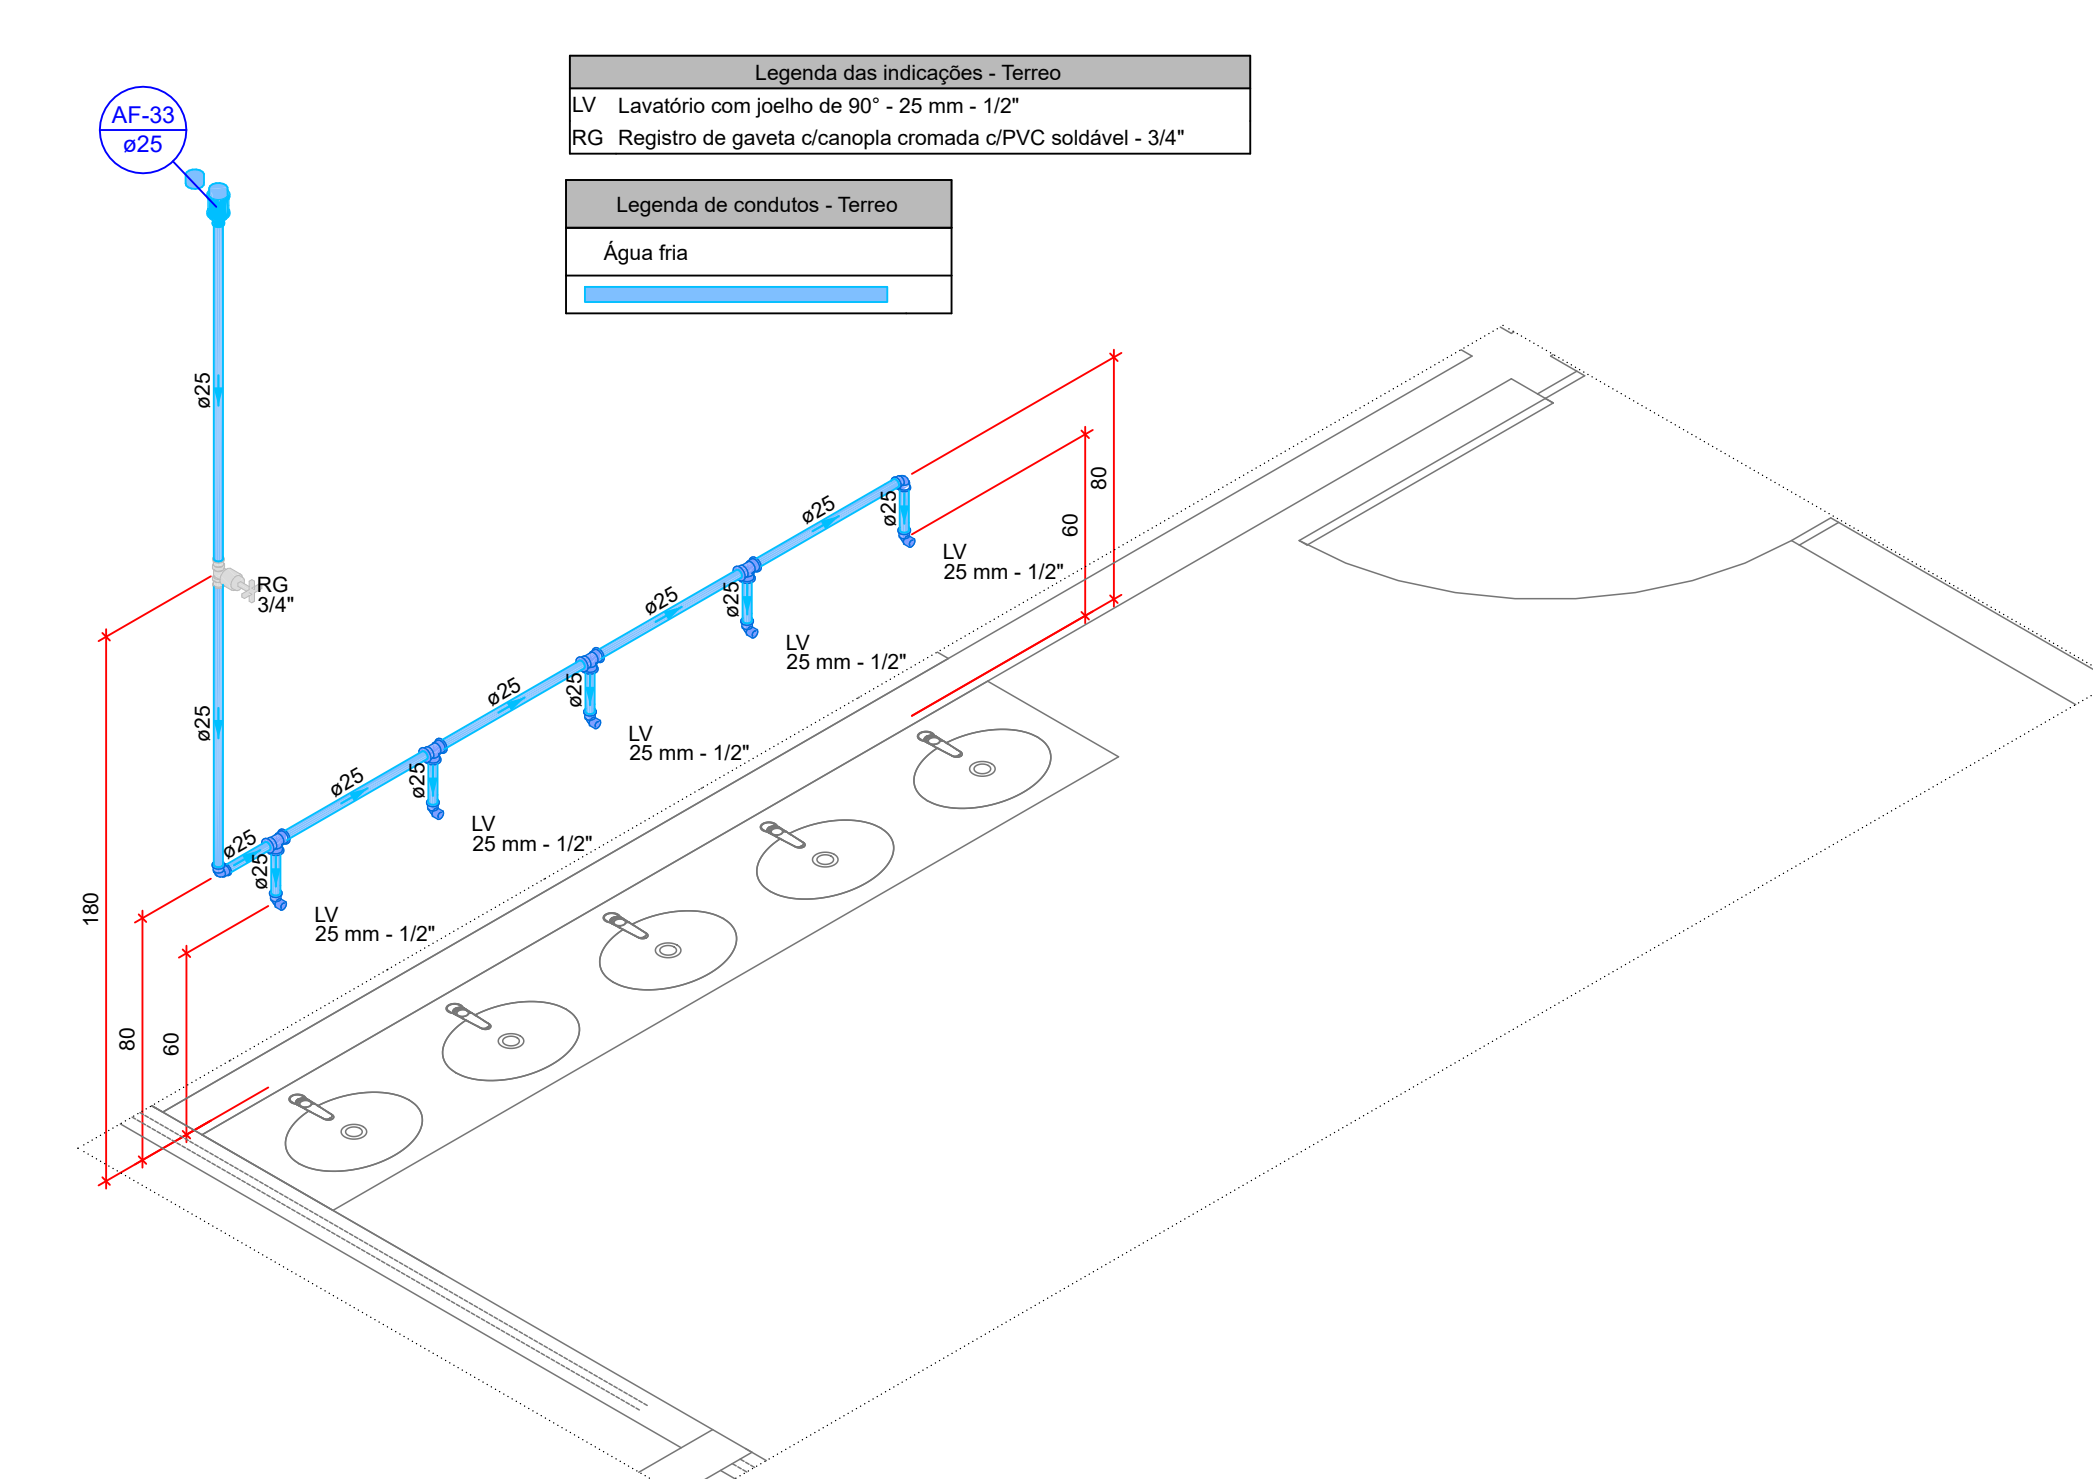 Legenda das indicações - Terreo
LV Lavatório com joelho de 90° - 25 mm - 1/2"
RG Registro de gaveta c/canopla cromada c/PVC soldável - 3/4"
AF-33
ø25
Legenda de condutos - Terreo
Água fria
ø25
RG
3/4"
ø25
ø25
ø25
LV
25 mm - 1/2"
ø25
ø25
LV
25 mm - 1/2"
ø25
ø25
LV
25 mm - 1/2"
ø25
ø25
LV
25 mm - 1/2"
ø25
ø25
LV
25 mm - 1/2"
80
60
180
80
60